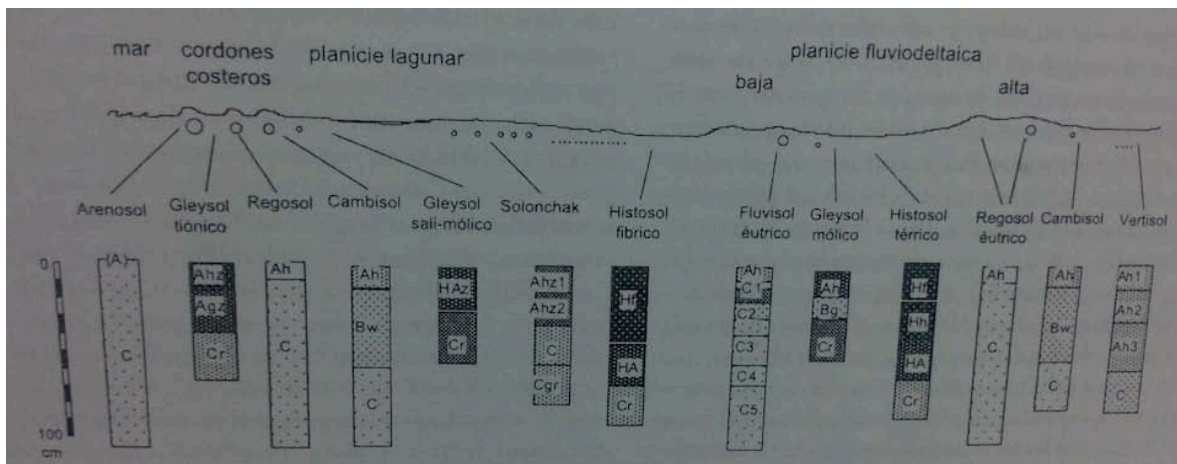 mar
cordones
costeros
planicie lagunar
planicie fluviodeltaica
baja
alta
Arenosol
Gleysol
tiónico
Regosol
Cambisol
Gleysol
sali-mólico
Solonchak
Histosol
fíbrico
Fluvisol
éutrico
Gleysol
mólico
Histosol
térrico
Regosol
éutrico
Cambisol
Vertisol
0
100
cm
(A)
C
Ahz
Agz
Cr
Ah
C
Ah
Bw
C
HAz
Cr
Ahz1
Ahz2
C
Cgr
Hf
HA
Cr
Ah
C1
C2
C3
C4
C5
Ah
Bg
Cr
Hf
Hh
HA
Cr
Ah
C
Ah
Bw
C
Ah1
Ah2
Ah3
C